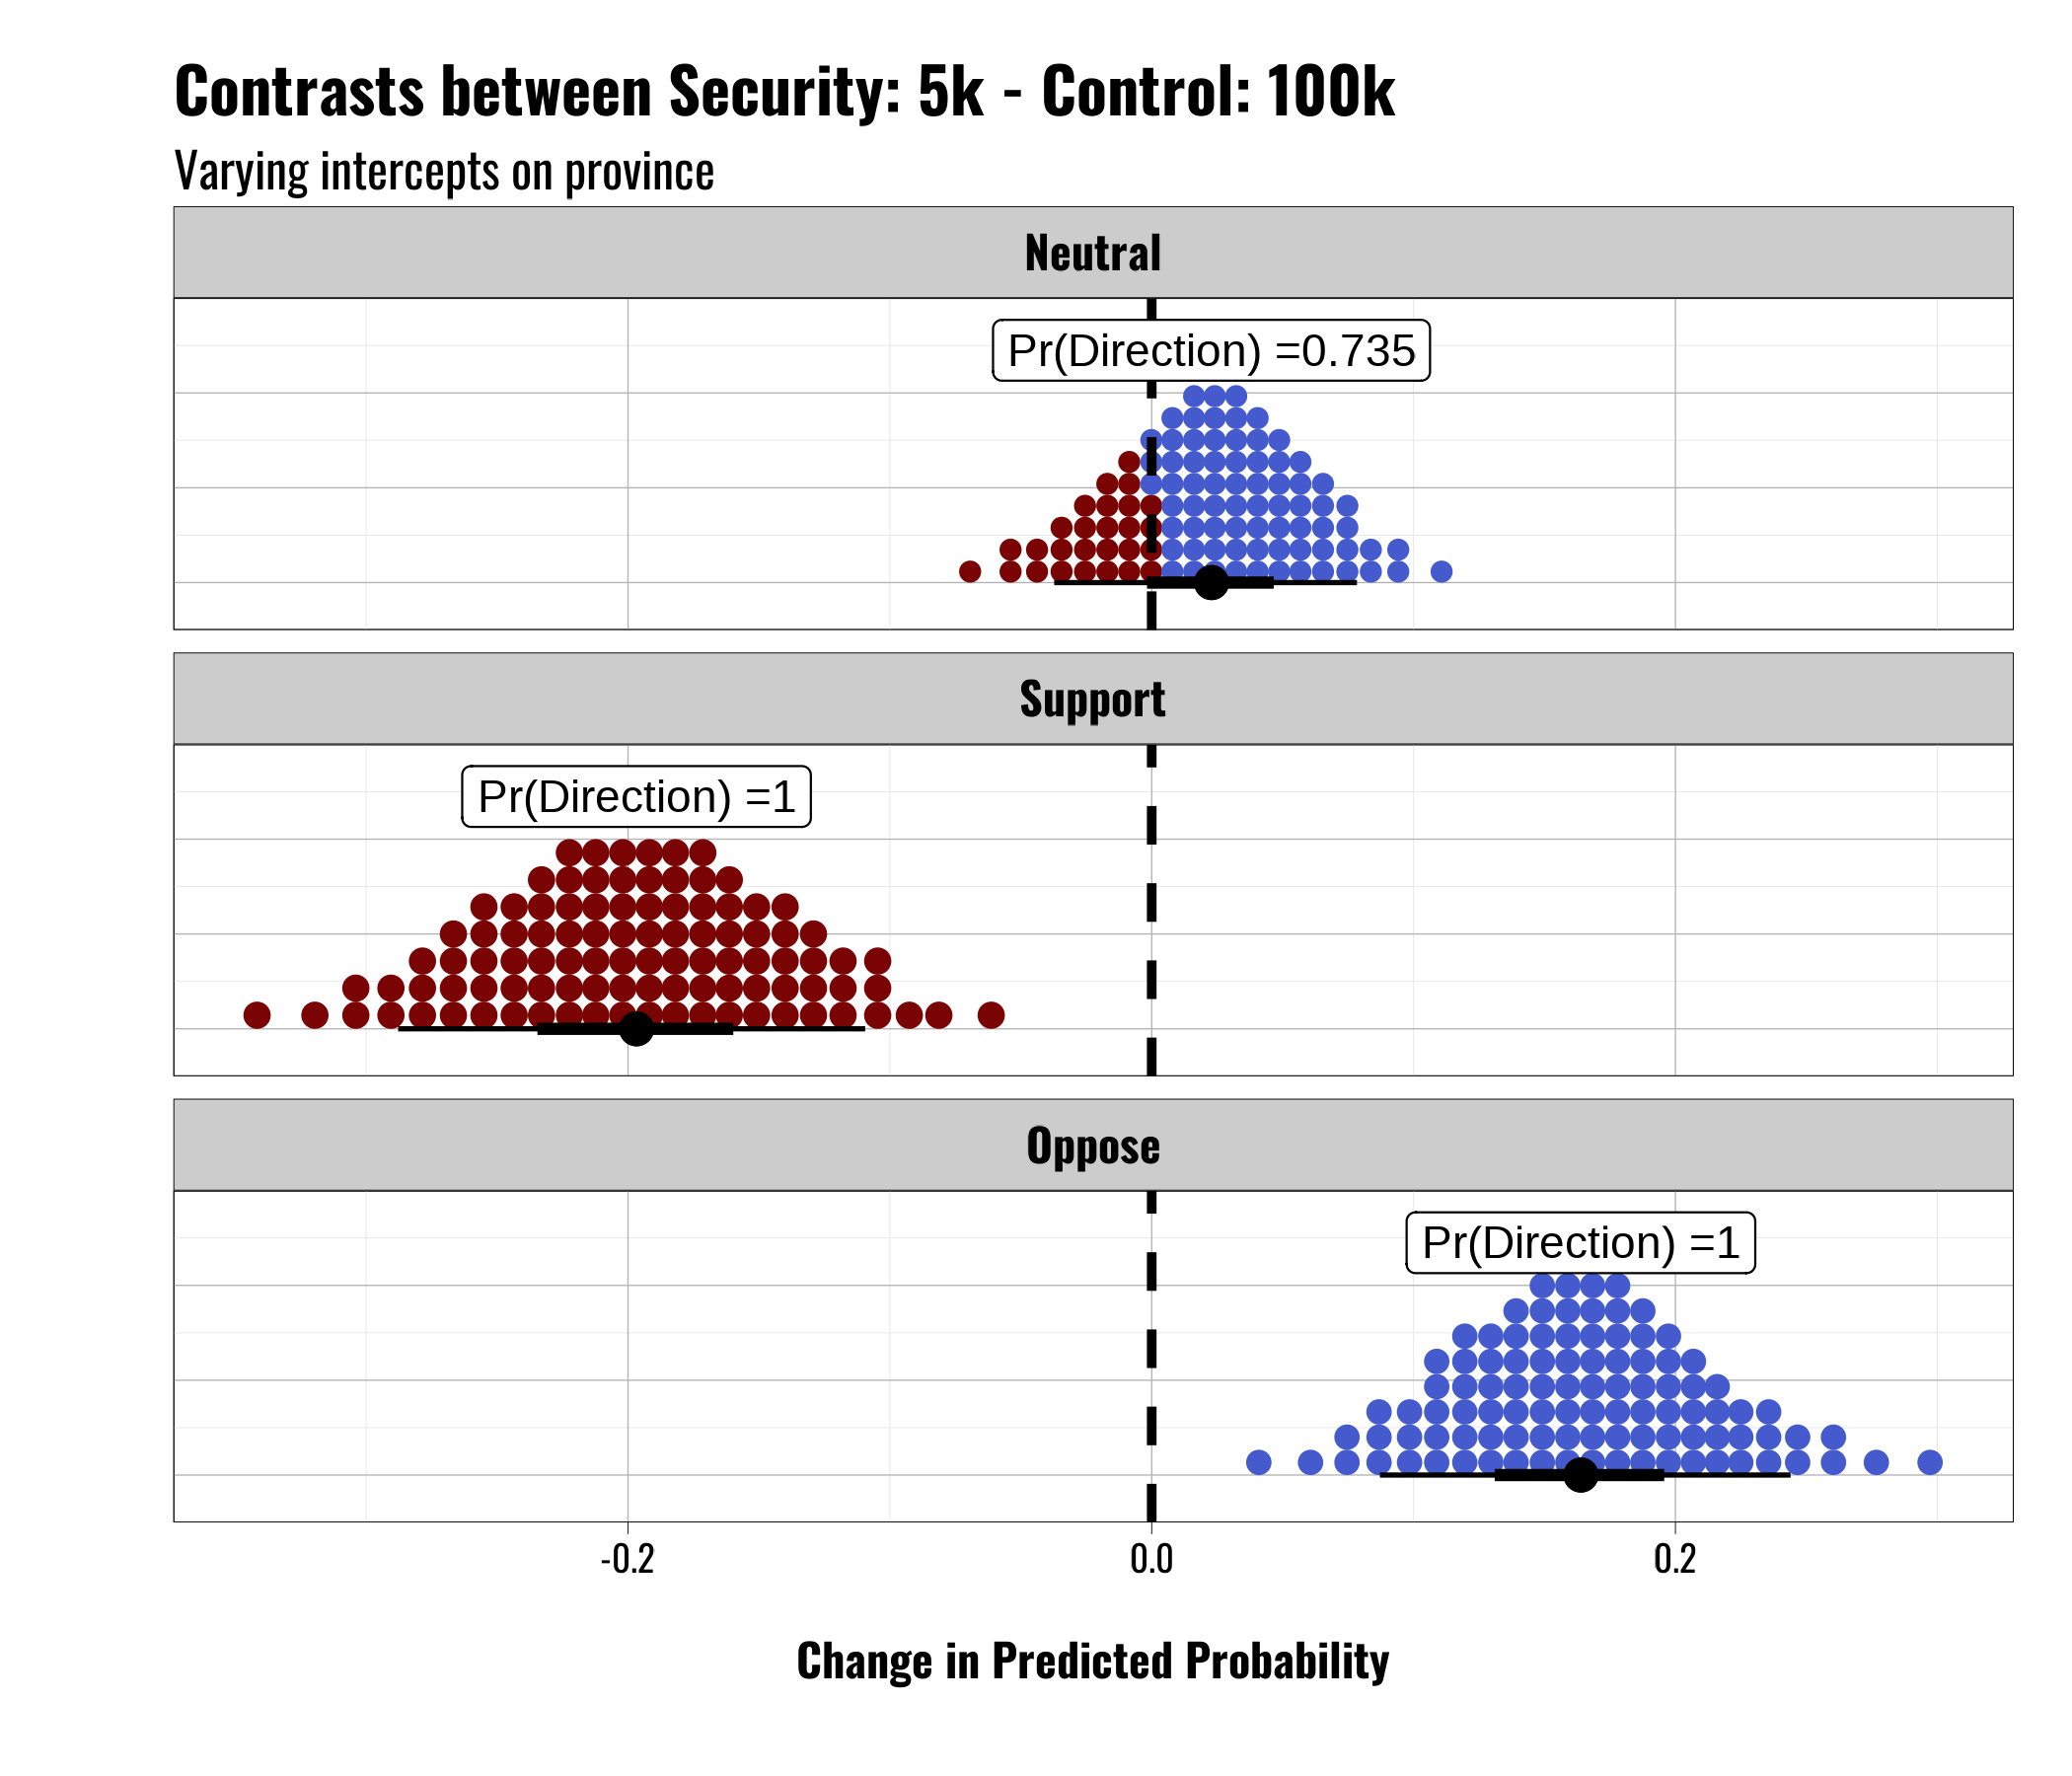 Contrasts between Security: 5k - Control: 100k
Varying intercepts on province
Neutral
Pr(Direction) =0.735
Support
Pr(Direction) =1
Oppose
Pr(Direction) =1
-0.2 0.0 0.2
Change in Predicted Probability